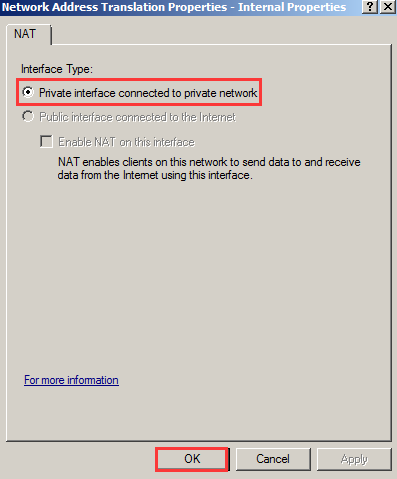 Network Address Translation Properties - Internal Properties
NAT
Interface Type:
Private interface connected to private network
Public interface connected to the Internet
Enable NAT on this interface
NAT enables clients on this network to send data to and receive
data from the Internet using this interface.
For more information
OK Cancel Apply